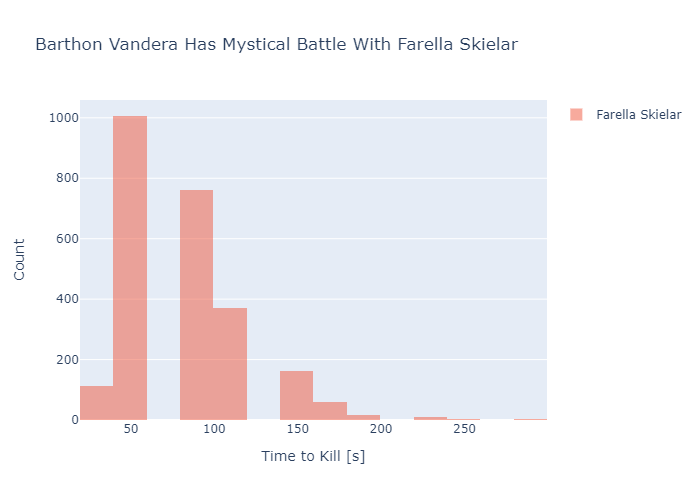 Barthon Vandera Has Mystical Battle With Farella Skielar
1000
800
600
400
200
0
Count
50 100 150 200 250
Time to Kill [s]
Farella Skielar